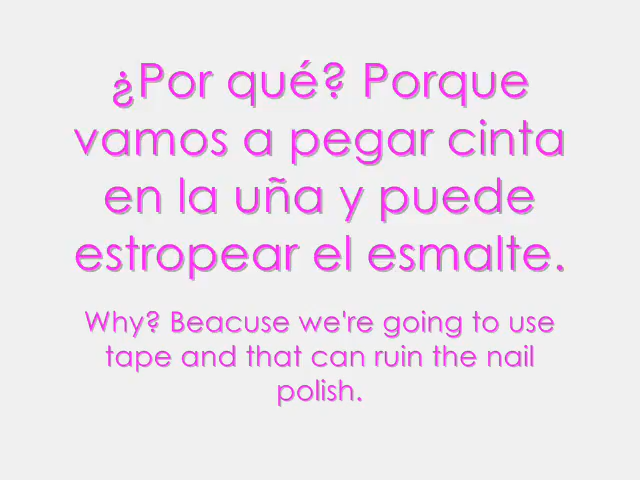 ¿Por qué? Porque
vamos a pegar cinta
en la uña y puede
estropear el esmalte.
Why? Beacuse we're going to use
tape and that can ruin the nail
polish.